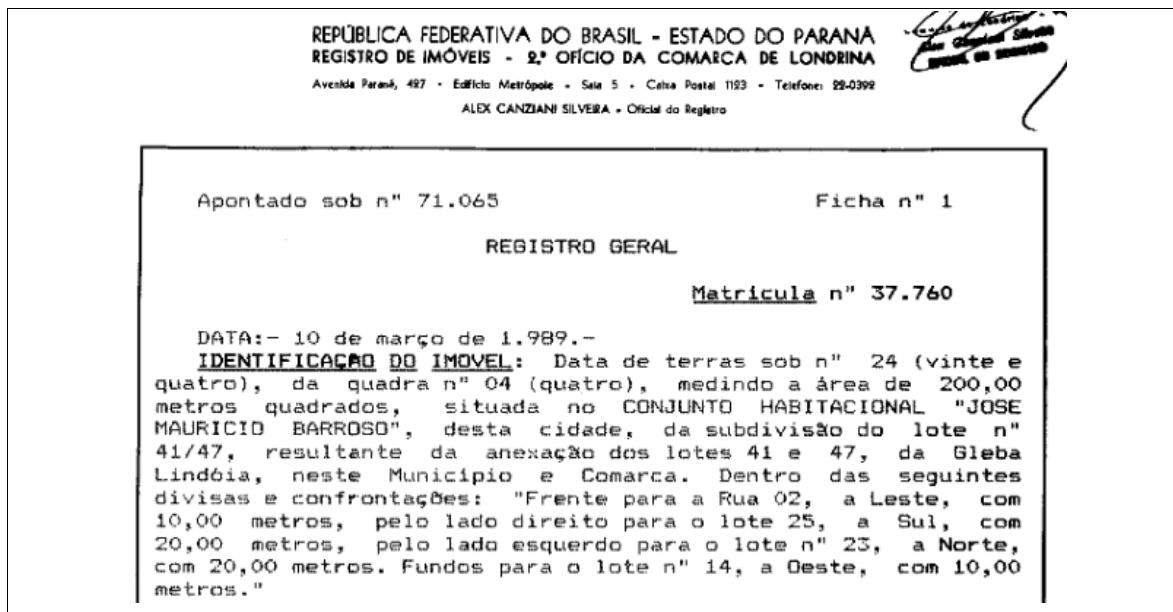 REPÚBLICA FEDERATIVA DO BRASIL - ESTADO DO PARANÁ
REGISTRO DE IMÓVEIS - 2.º OFÍCIO DA COMARCA DE LONDRINA
Avenida Paraná, 427 - Edifício Metrópole - Sala 5 - Caixa Postal 1123 - Telefone: 22-0392
ALEX CANZIANI SILVEIRA - Oficial do Registro
Apontado sob n" 71.065 Ficha n" 1
REGISTRO GERAL
Matricula n" 37.760
DATA:- 10 de março de 1.989.-
IDENTIFICAÇÃO DO IMOVEL: Data de terras sob n" 24 (vinte e
quatro), da quadra n" 04 (quatro), medindo a área de 200,00
metros quadrados, situada no CONJUNTO HABITACIONAL "JOSE
MAURICIO BARROSO", desta cidade, da subdivisão do lote n"
41/47, resultante da anexação dos lotes 41 e 47, da Gleba
Lindóia, neste Município e Comarca. Dentro das seguintes
divisas e confrontações: "Frente para a Rua 02, a Leste, com
10,00 metros, pelo lado direito para o lote 25, a Sul, com
20,00 metros, pelo lado esquerdo para o lote n" 23, a Norte,
com 20,00 metros. Fundos para o lote n" 14, a Oeste, com 10,00
metros."